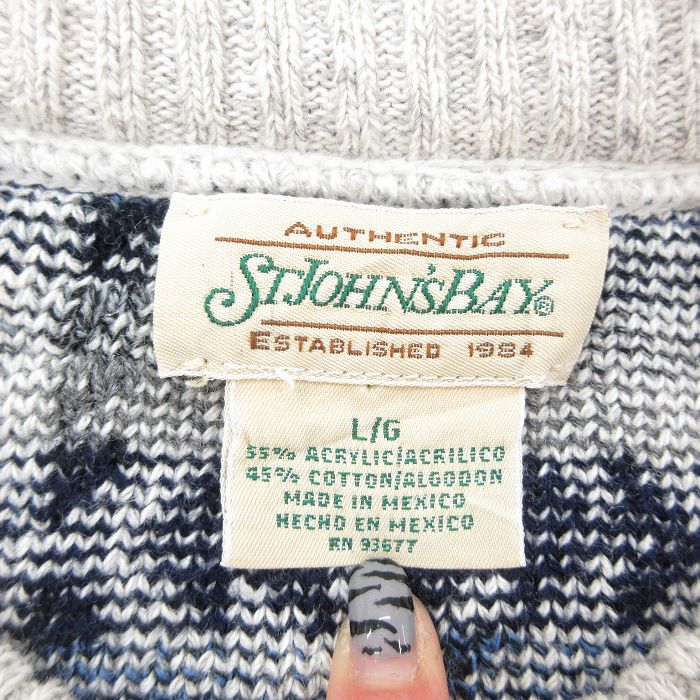 AUTHENTIC
ST.JOHN'S BAY®
ESTABLISHED 1984
L/G
55% ACRYLIC/ACRILICO
45% COTTON/ALGODON
MADE IN MEXICO
HECHO EN MEXICO
RN 93677